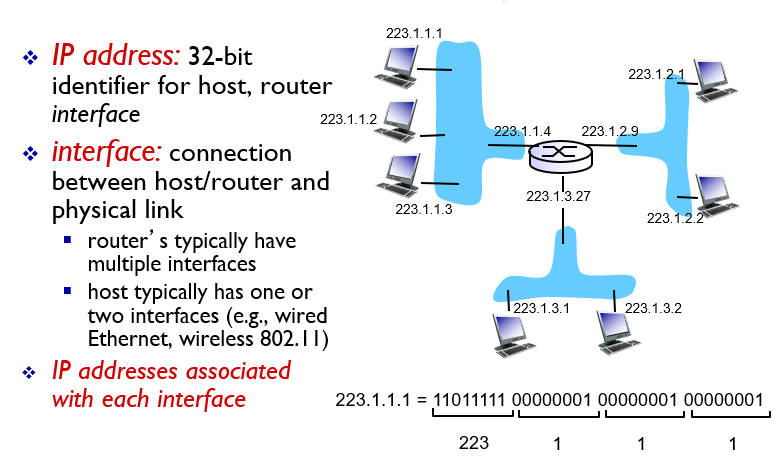 ❖ IP address: 32-bit
identifier for host, router
interface
❖ interface: connection
between host/router and
physical link
▪ router’s typically have
multiple interfaces
▪ host typically has one or
two interfaces (e.g., wired
Ethernet, wireless 802.11)
❖ IP addresses associated
with each interface
223.1.1.1
223.1.1.2
223.1.1.3
223.1.1.4
223.1.2.9
223.1.2.1
223.1.2.2
223.1.3.27
223.1.3.1
223.1.3.2
223.1.1.1 = 11011111 00000001 00000001 00000001
223 1 1 1